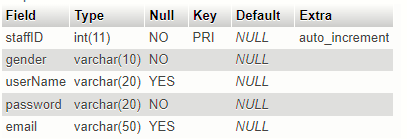 Field Type Null Key Default Extra
staffID int(11) NO PRI NULL auto_increment
gender varchar(10) NO NULL
userName varchar(20) YES NULL
password varchar(20) NO NULL
email varchar(50) YES NULL